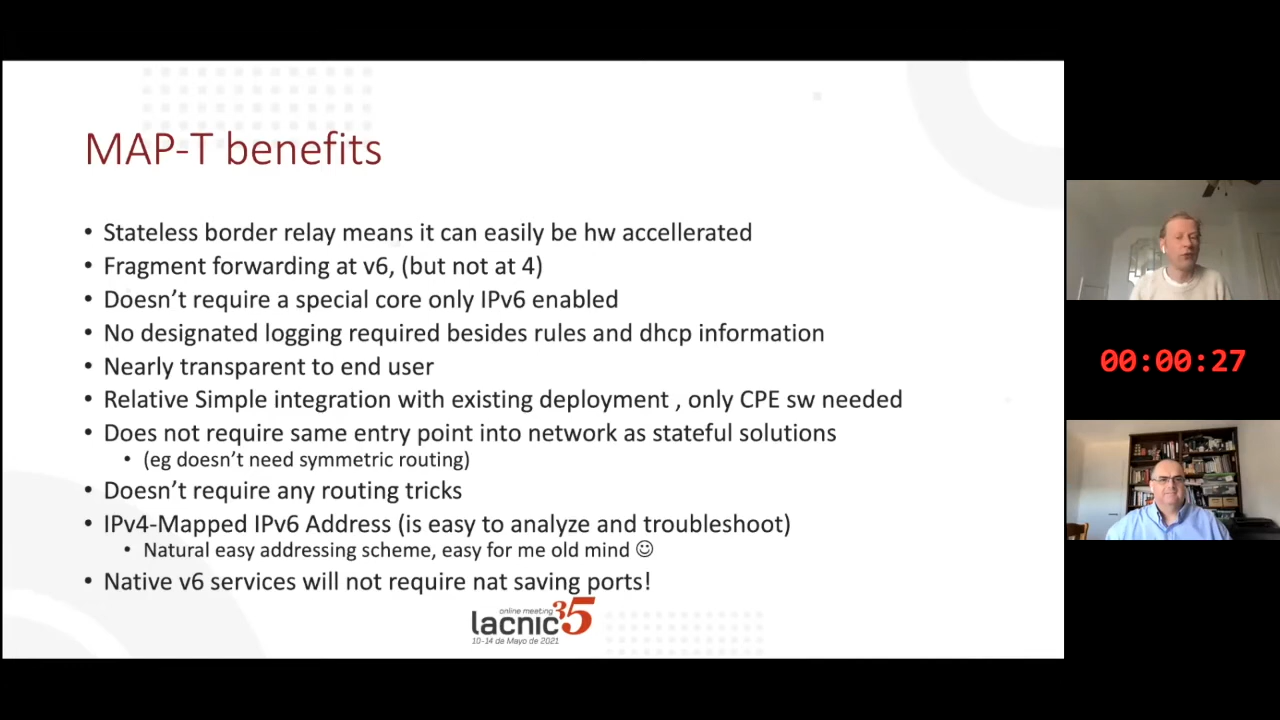 MAP-T benefits
• Stateless border relay means it can easily be hw accellerated
• Fragment forwarding at v6, (but not at 4)
• Doesn’t require a special core only IPv6 enabled
• No designated logging required besides rules and dhcp information
• Nearly transparent to end user
• Relative Simple integration with existing deployment , only CPE sw needed
• Does not require same entry point into network as stateful solutions
• (eg doesn’t need symmetric routing)
• Doesn’t require any routing tricks
• IPv4-Mapped IPv6 Address (is easy to analyze and troubleshoot)
• Natural easy addressing scheme, easy for me old mind ☺
• Native v6 services will not require nat saving ports!
online meeting
lacnic35
10-14 de Mayo de 2021
00:00:27